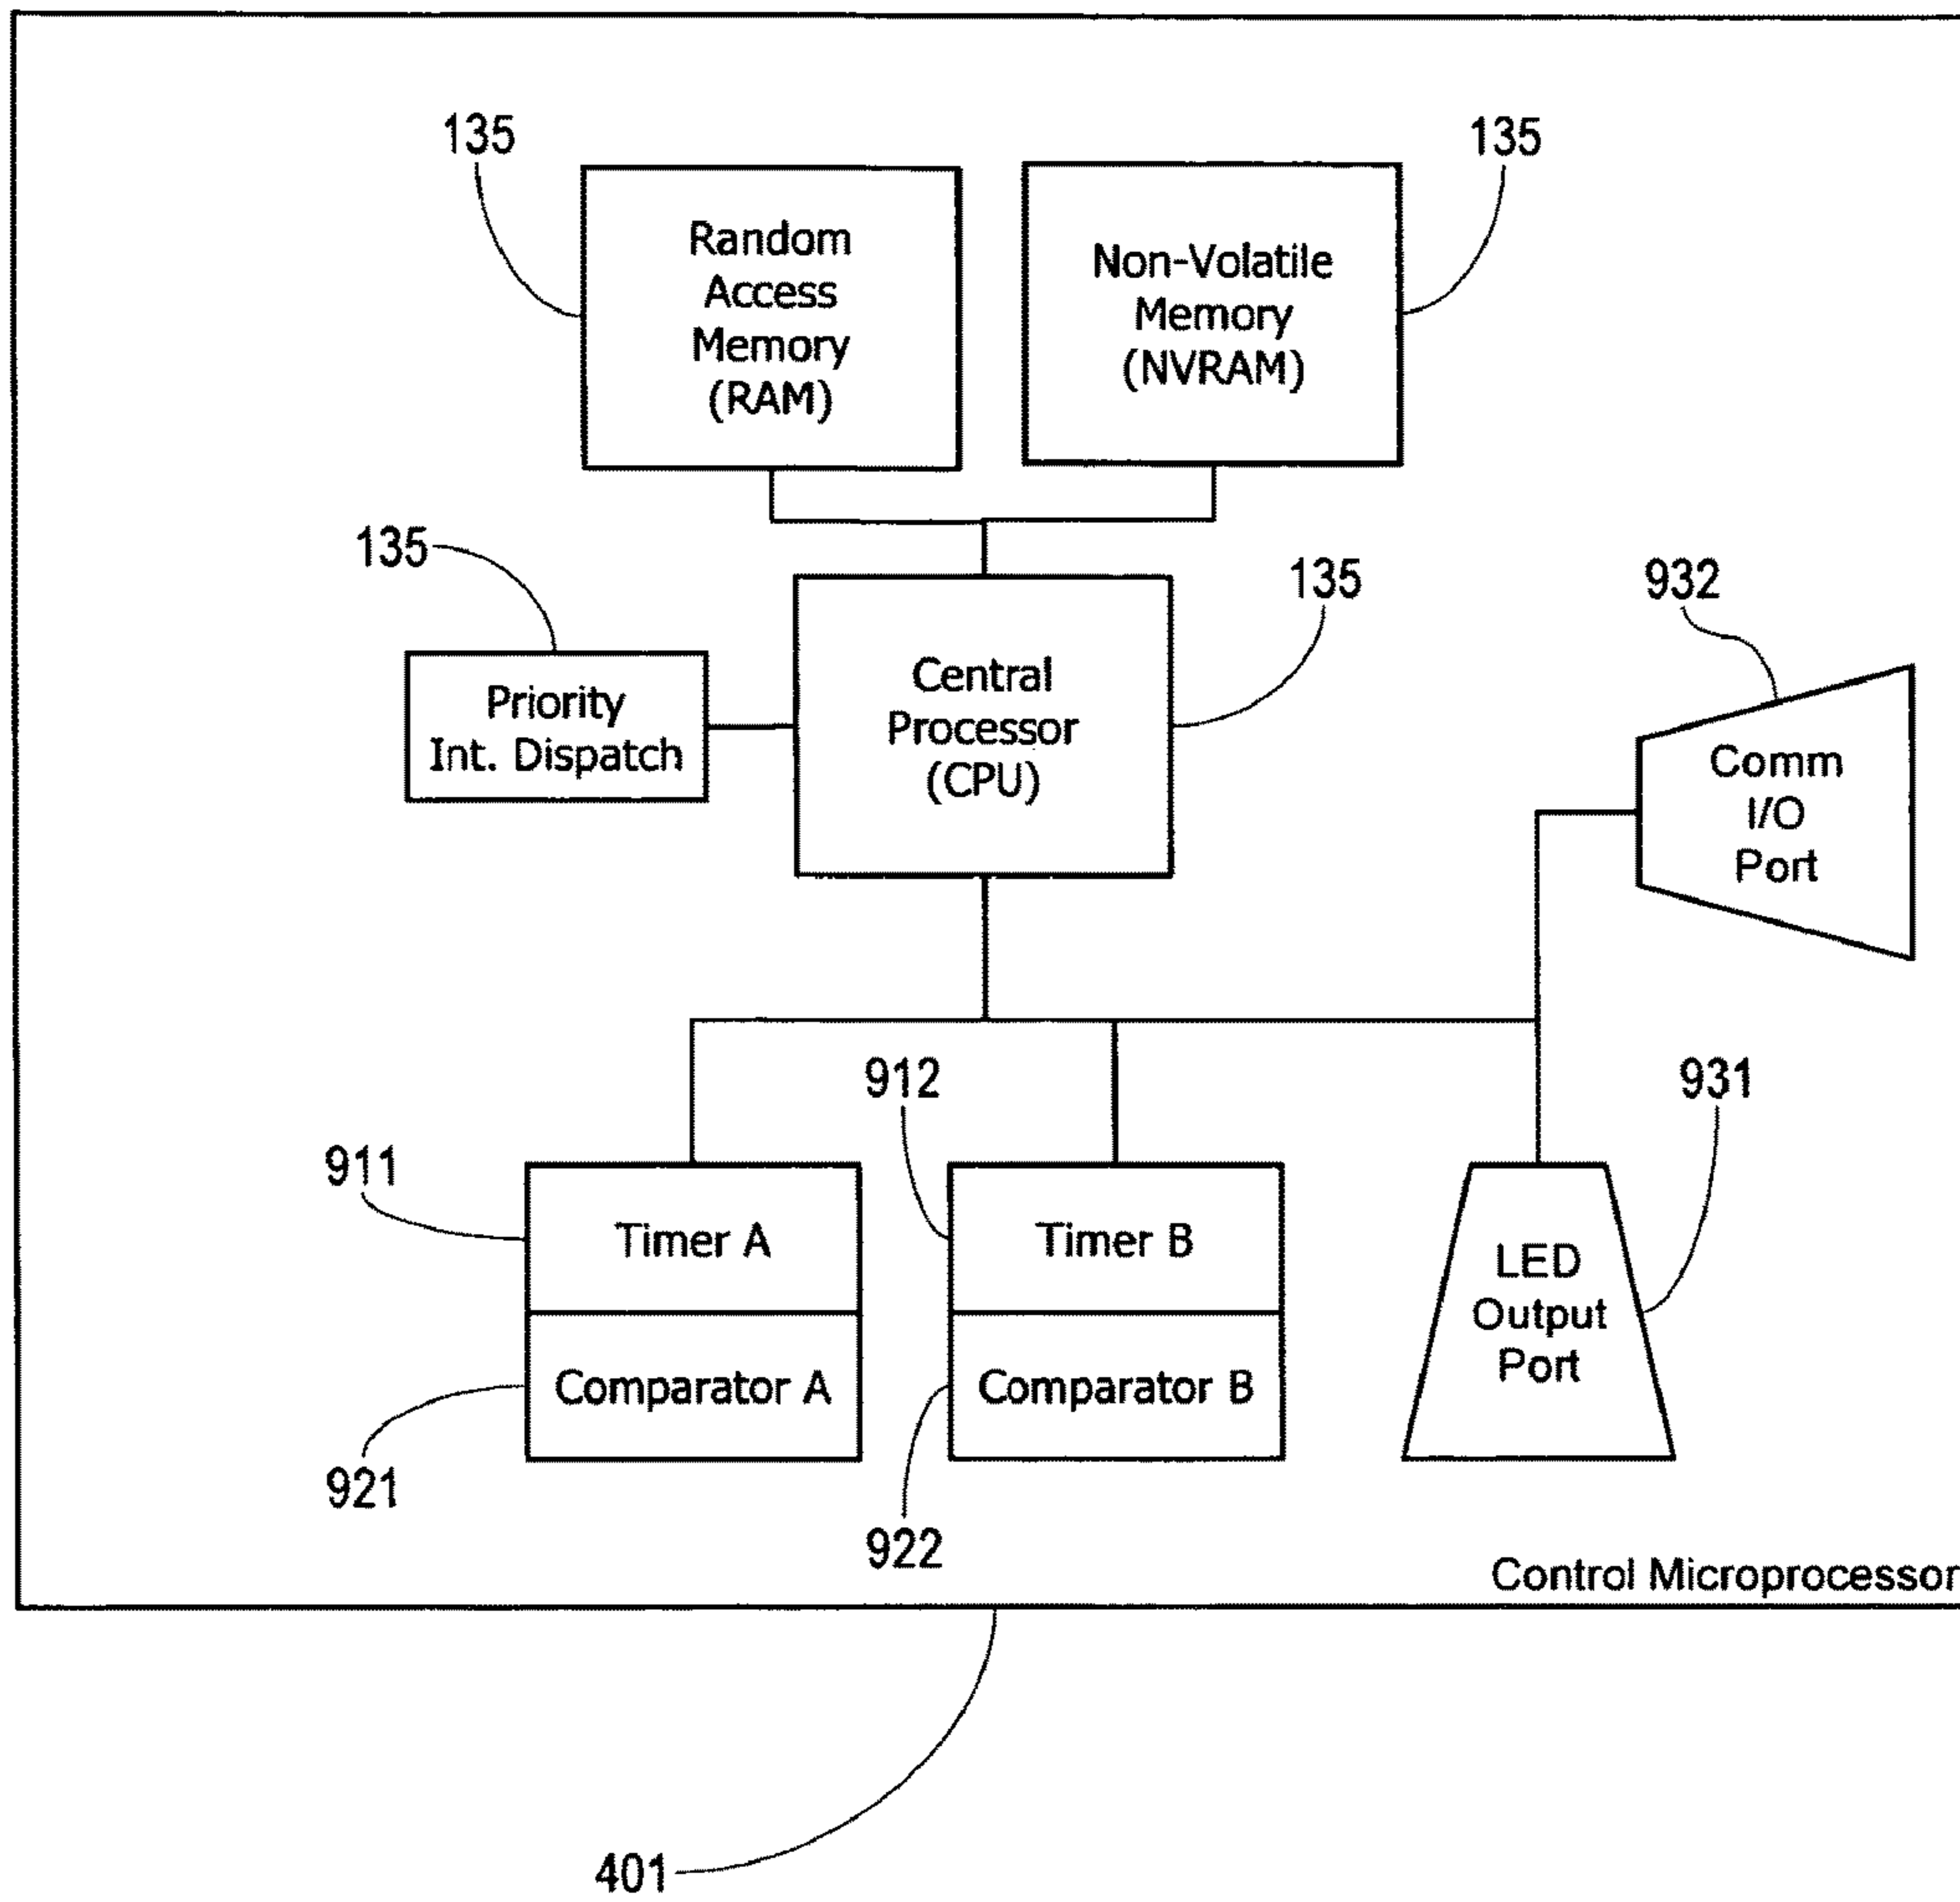 135
135
Random
Access
Memory
(RAM)
Non-Volatile
Memory
(NVRAM)
135
135
932
Priority
Int. Dispatch
Central
Processor
(CPU)
Comm
I/O
Port
912
931
911
Timer A
Timer B
LED
Output
Port
Comparator A
Comparator B
921
922
Control Microprocessor
401